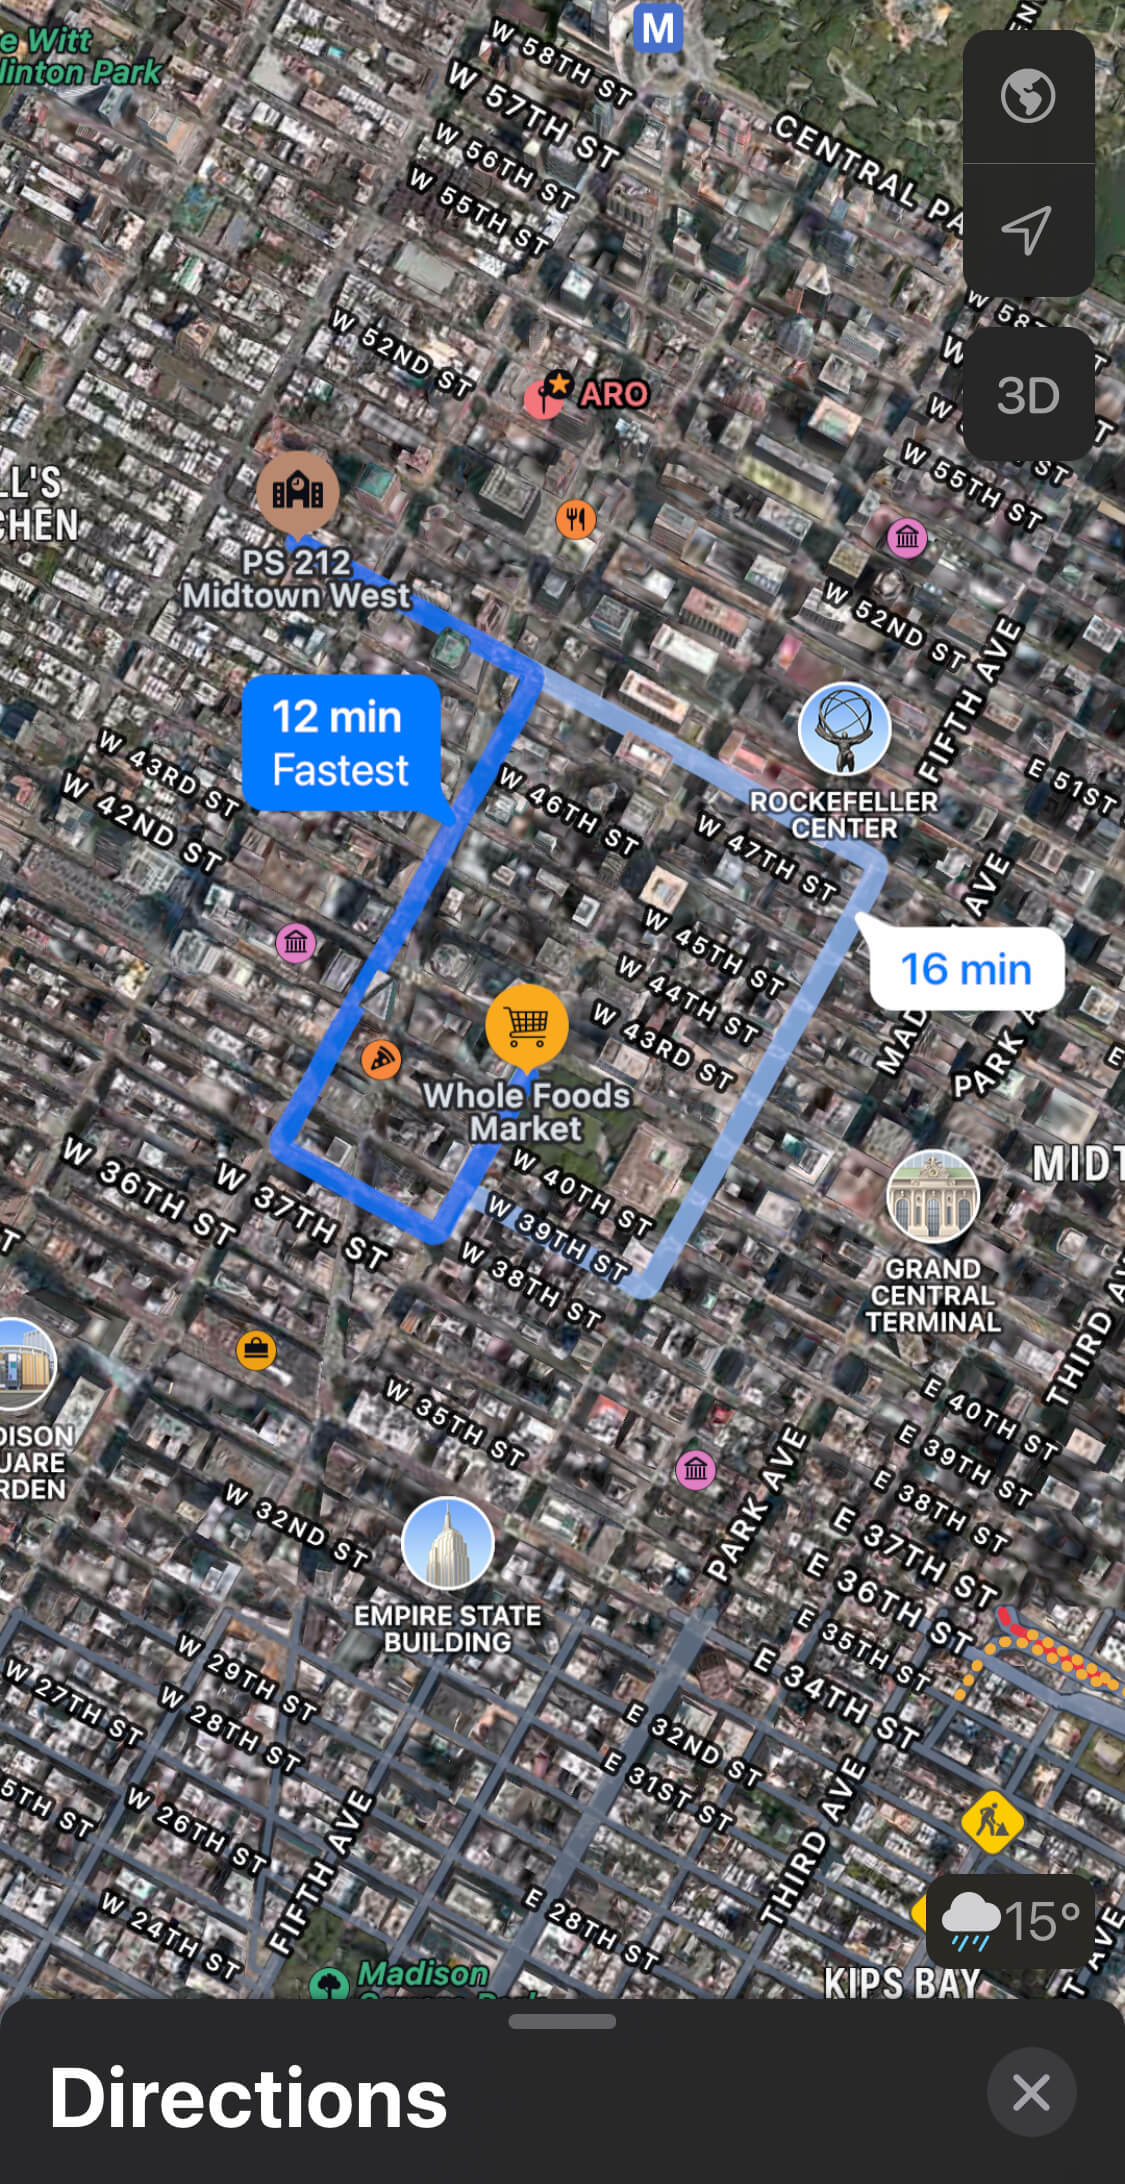 e Witt
linton Park
M
W 58TH ST
W 57TH ST
W 56TH ST
W 55TH ST
CENTRAL PA
W 58
3D
W 52ND ST
ARO
ST
W 55TH ST
LL'S
CHEN
PS 212
Midtown West
W 52ND ST
FIFTH AVE
E 51ST
12 min
Fastest
ROCKEFELLER
CENTER
W 43RD ST
W 42ND ST
W 46TH ST
W 47TH ST
W 45TH ST
W 44TH ST
W 43RD ST
16 min
MAD
AVE
PARK A
Whole Foods
Market
W 40TH ST
W 39TH ST
W 38TH ST
W 37TH ST
W 36TH ST
MIDT
GRAND
CENTRAL
TERMINAL
THIRD AV
DISON
UARE
RDEN
W 35TH ST
W 32ND ST
E 40TH ST
E 39TH ST
E 38TH ST
E 37TH ST
E 36TH ST
E 35TH ST
E 34TH ST
PARK AVE
EMPIRE STATE
BUILDING
W 29TH ST
W 28TH ST
W 27TH ST
W 26TH ST
5TH ST
W 24TH ST
FIFTH AVE
E 32ND ST
E 31ST ST
THIRD AVE
E 28TH ST
15°
T AVE
KIPS BAY
Madison
Directions